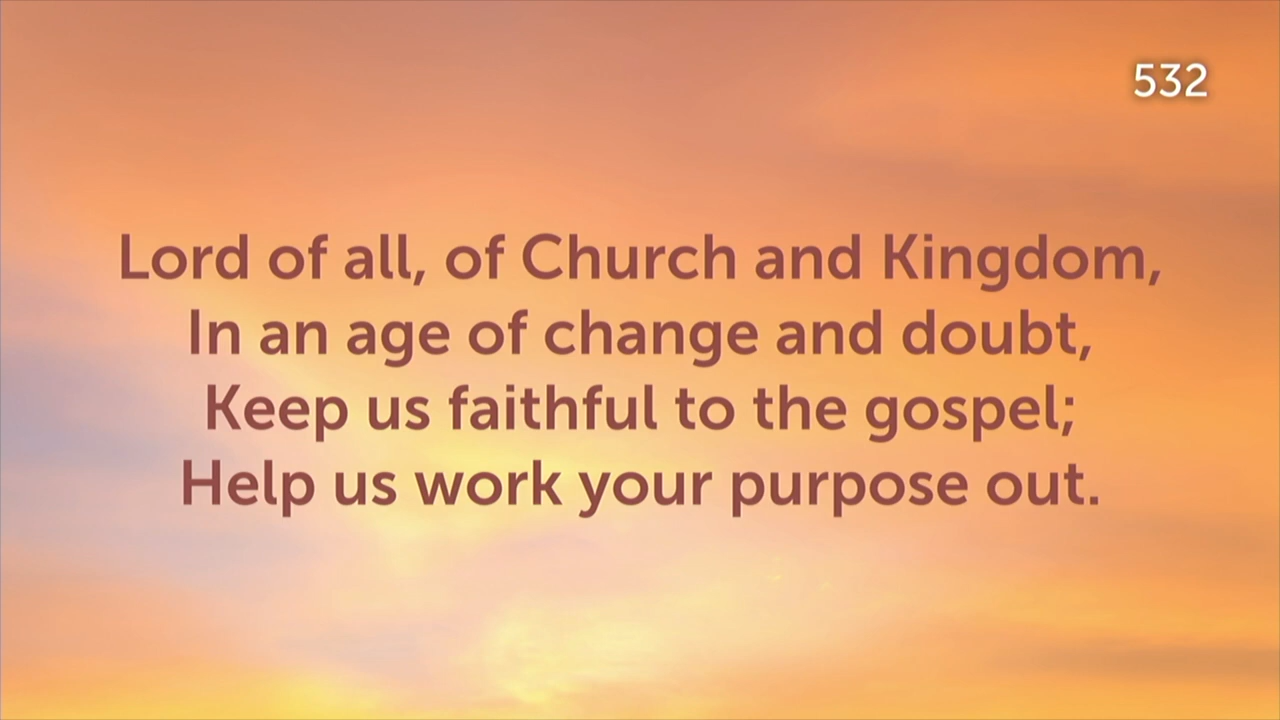 532
Lord of all, of Church and Kingdom,
In an age of change and doubt,
Keep us faithful to the gospel;
Help us work your purpose out.